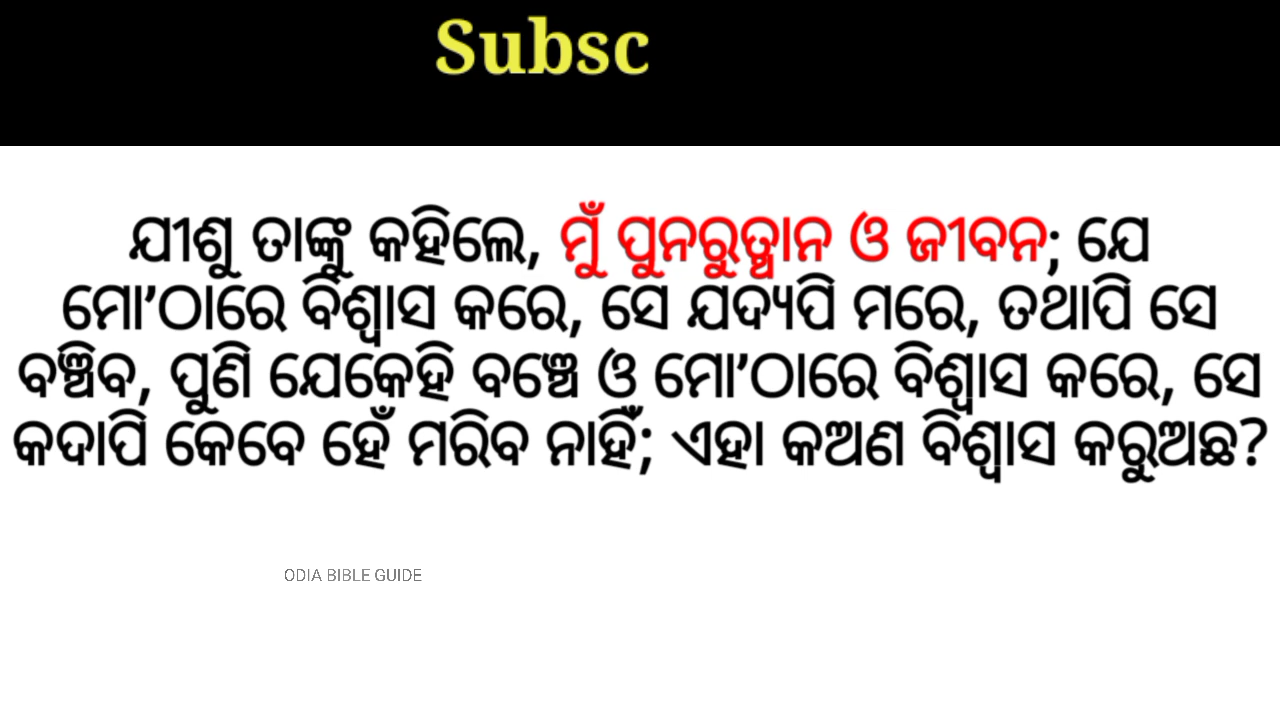 Subsc
ଯୀଶୁ ତାଙ୍କୁ କହିଲେ, ମୁଁ ପୁନରୁତ୍ଥାନ ଓ ଜୀବନ; ଯେ
ମୋ’ଠାରେ ବିଶ୍ୱାସ କରେ, ସେ ଯଦ୍ୟପି ମରେ, ତଥାପି ସେ
ବଞ୍ଚିବ, ପୁଣି ଯେକେହି ବଞ୍ଚେ ଓ ମୋ’ଠାରେ ବିଶ୍ୱାସ କରେ, ସେ
କଦାପି କେବେ ହେଁ ମରିବ ନାହିଁ; ଏହା କଅଣ ବିଶ୍ୱାସ କରୁଅଛ?
ODIA BIBLE GUIDE